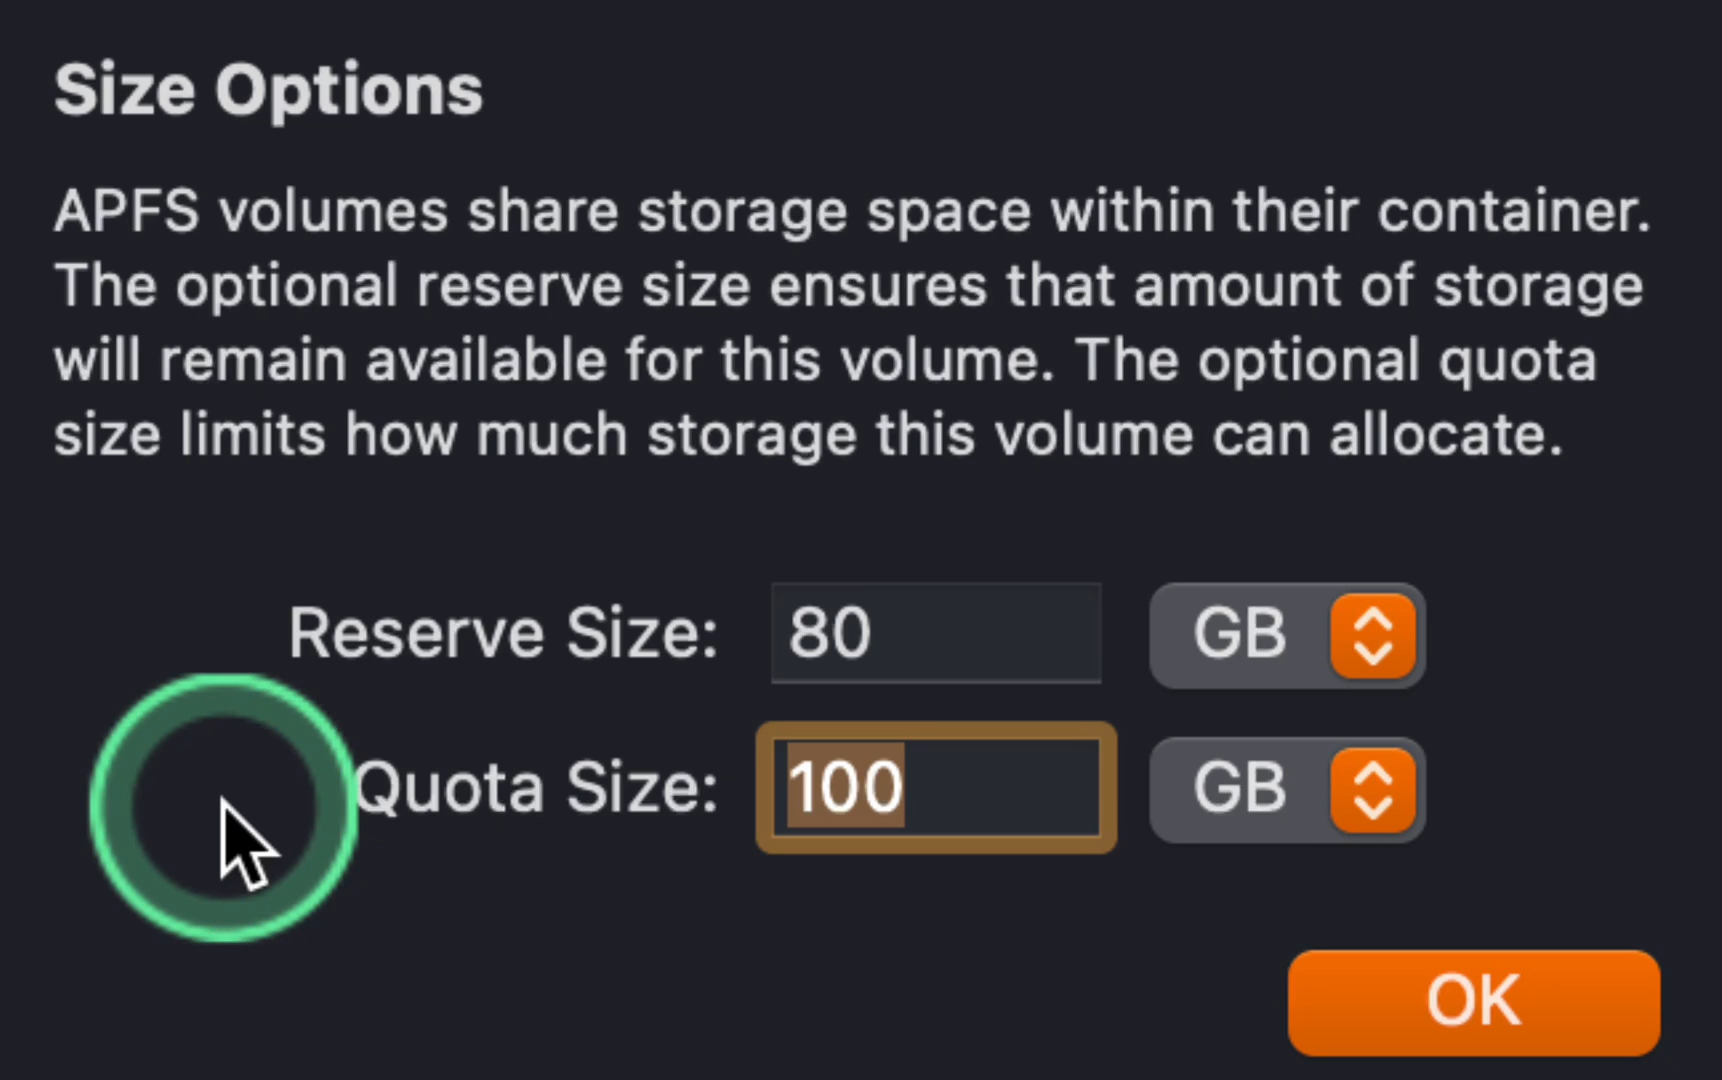 Size Options
APFS volumes share storage space within their container.
The optional reserve size ensures that amount of storage
will remain available for this volume. The optional quota
size limits how much storage this volume can allocate.
Reserve Size: 80 GB
Quota Size: 100 GB
OK